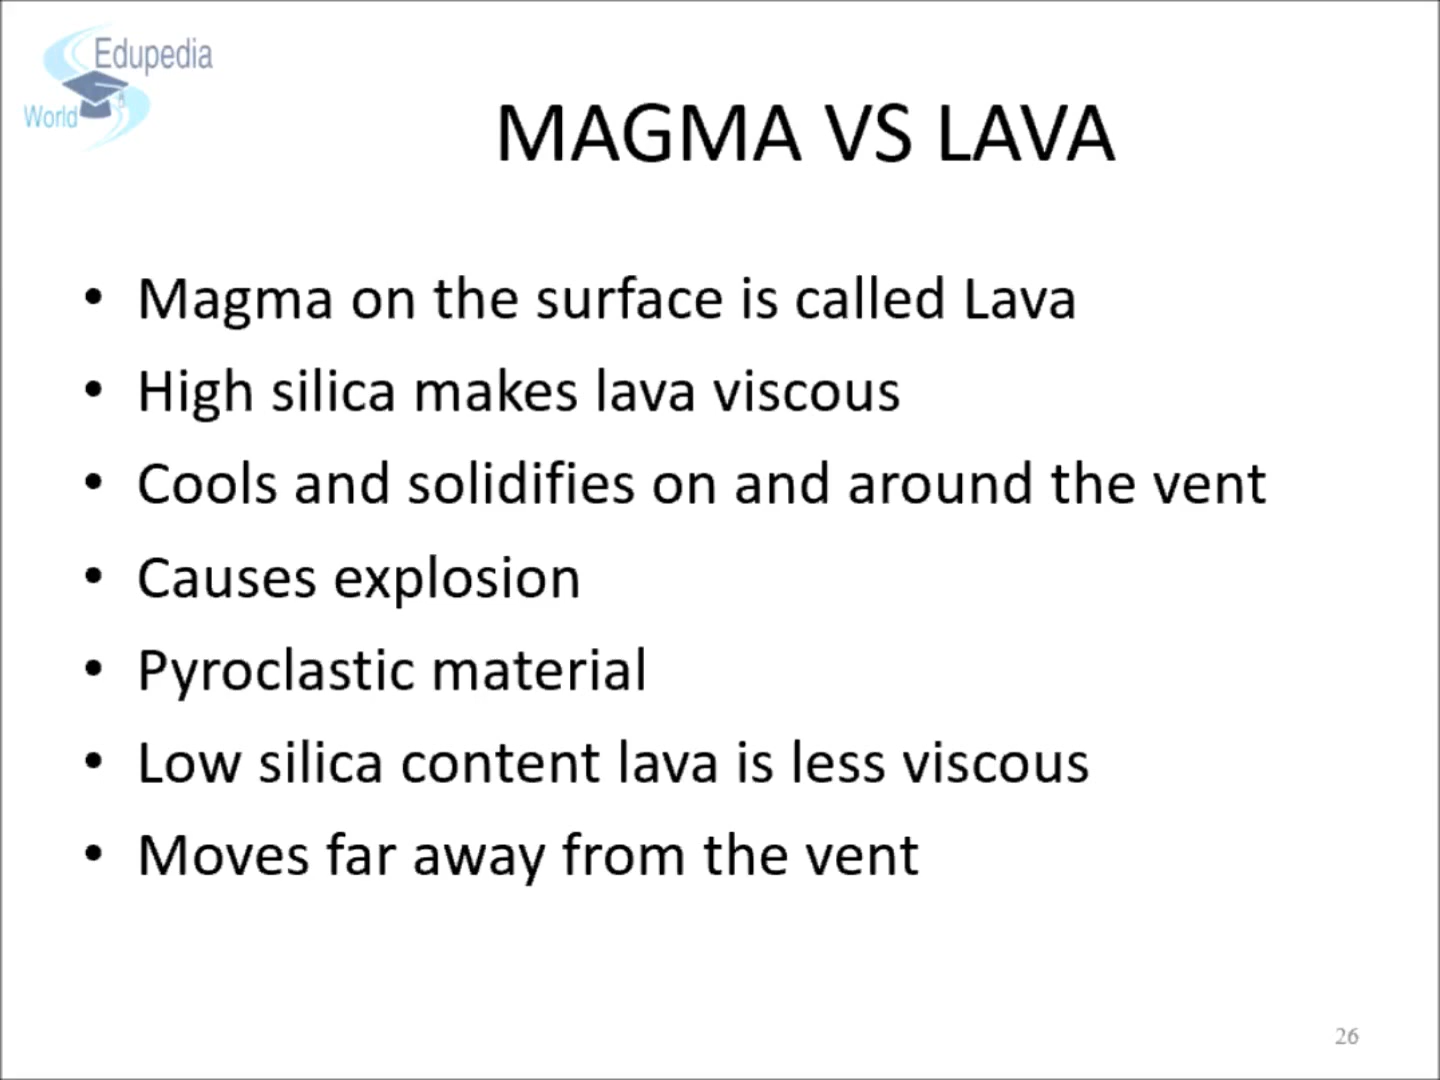 Edupedia
World
MAGMA VS LAVA
• Magma on the surface is called Lava
• High silica makes lava viscous
• Cools and solidifies on and around the vent
• Causes explosion
• Pyroclastic material
• Low silica content lava is less viscous
• Moves far away from the vent
26